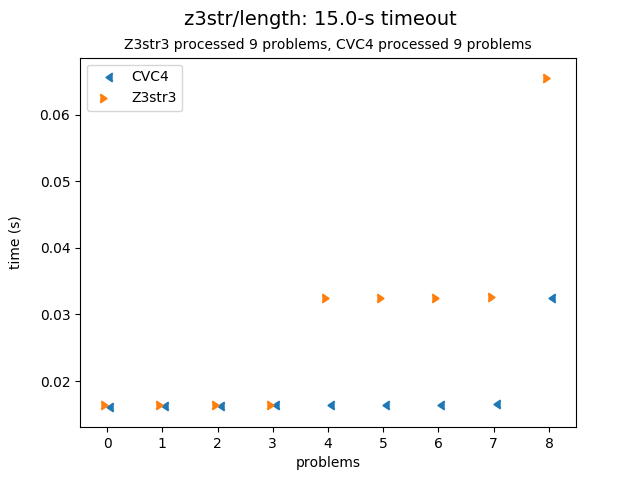 z3str/length: 15.0-s timeout
Z3str3 processed 9 problems, CVC4 processed 9 problems
CVC4
Z3str3
0.06
0.05
0.04
0.03
0.02
time (s)
0 1 2 3 4 5 6 7 8
problems